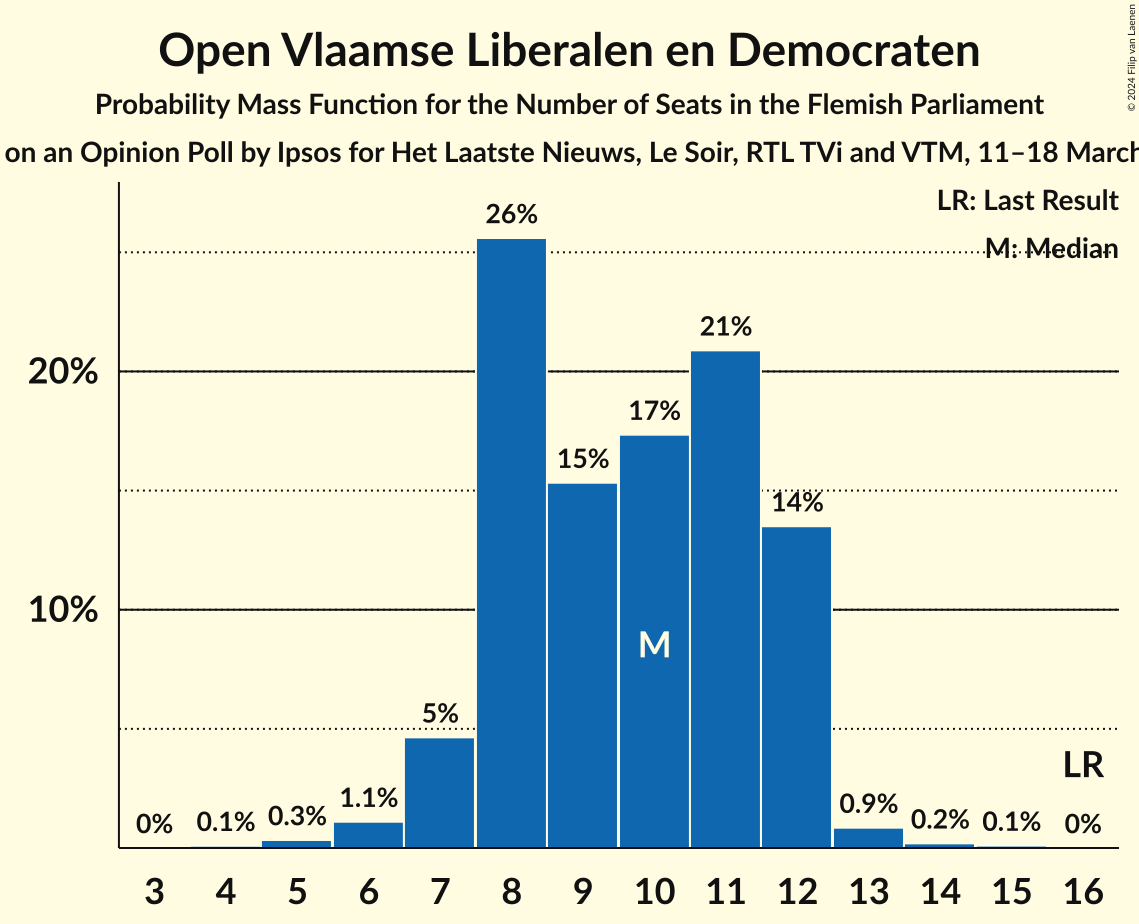 Open Vlaamse Liberalen en Democraten
Probability Mass Function for the Number of Seats in the Flemish Parliament
on an Opinion Poll by Ipsos for Het Laatste Nieuws, Le Soir, RTL TVi and VTM, 11–18 March
© 2024 Filip van Laenen
LR: Last Result
M: Median
26%
21%
20%
17%
15%
14%
10%
M
5%
LR
0% 0.1% 0.3% 1.1% 0.9% 0.2% 0.1% 0%
3 4 5 6 7 8 9 10 11 12 13 14 15 16